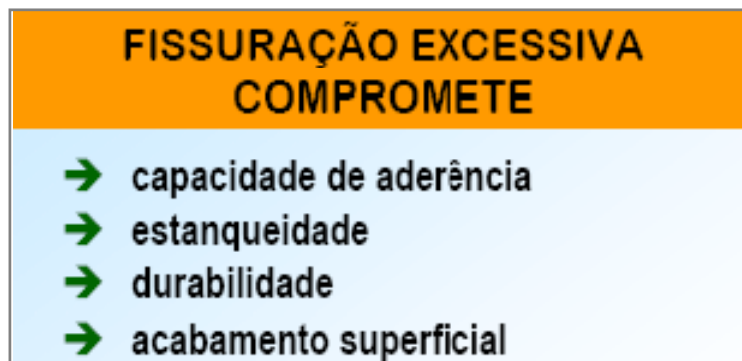 FISSURAÇÃO EXCESSIVA
COMPROMETE
➔ capacidade de aderência
➔ estanqueidade
➔ durabilidade
➔ acabamento superficial